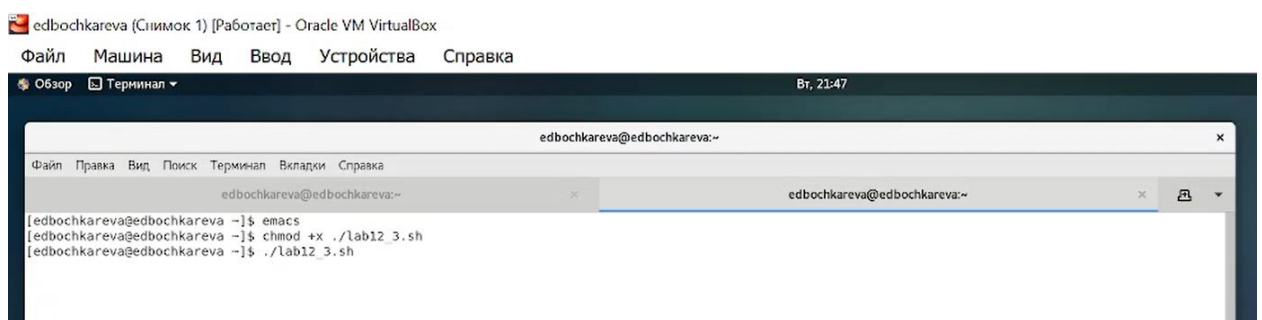 edbochkareva (Снимок 1) [Работает] - Oracle VM VirtualBox
Файл Машина Вид Ввод Устройства Справка
Обзор Терминал Вт, 21:47
edbochkareva@edbochkareva:~ ×
Файл Правка Вид Поиск Терминал Вкладки Справка
edbochkareva@edbochkareva:~ × edbochkareva@edbochkareva:~ ×
[edbochkareva@edbochkareva ~]$ emacs
[edbochkareva@edbochkareva ~]$ chmod +x ./lab12_3.sh
[edbochkareva@edbochkareva ~]$ ./lab12_3.sh